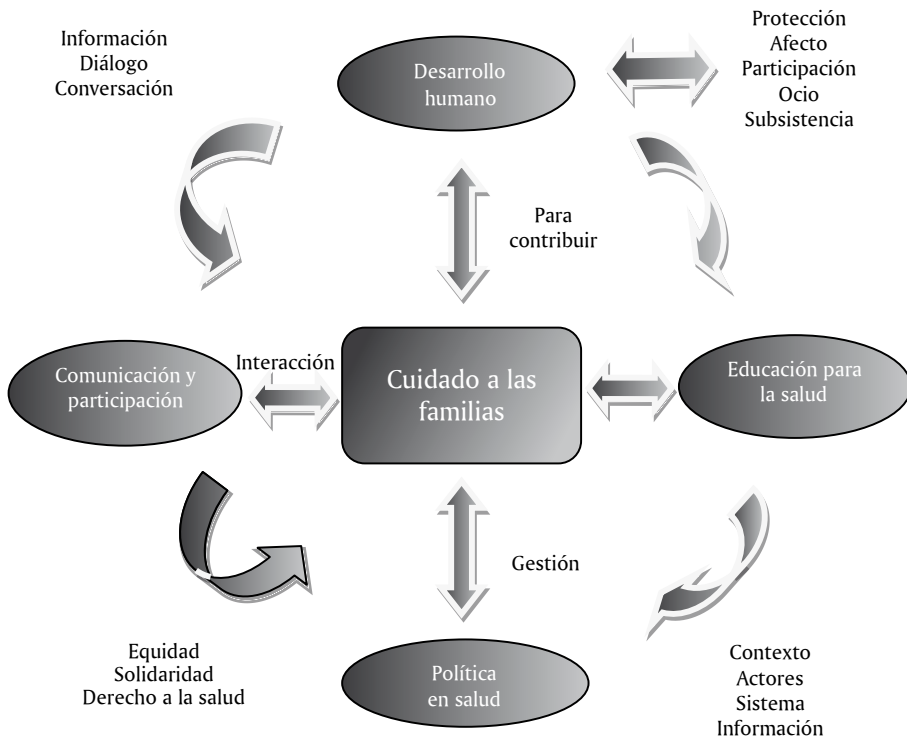 Información
Diálogo
Conversación
Desarrollo
humano
Protección
Afecto
Participación
Ocio
Subsistencia
Para
contribuir
Comunicación y
participación
Interacción
Cuidado a las
familias
Educación para
la salud
Gestión
Equidad
Solidaridad
Derecho a la salud
Política
en salud
Contexto
Actores
Sistema
Información